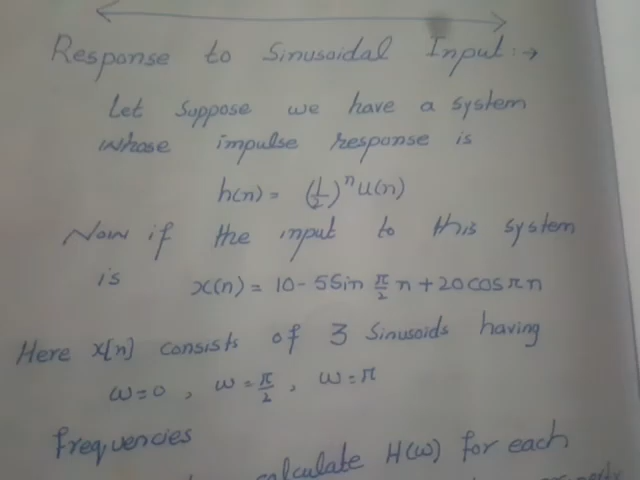 Response to Sinusoidal Input:→
Let Suppose we have a system
whose impulse response is
h(n) = (1/2)^n u(n)
Now if the input to this system
is x(n) = 10 - 5 Sin π/2 n + 20 cos π n
Here x[n] consists of 3 Sinusoids having
ω=0, ω=π/2, ω=π
frequencies
calculate H(ω) for each